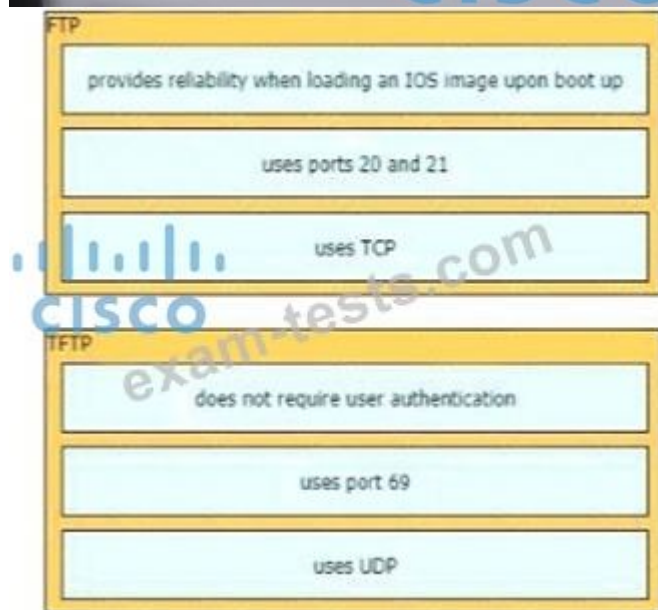 FTP
provides reliability when loading an IOS image upon boot up
uses ports 20 and 21
uses TCP
CISCO
exam-tests.com
TFTP
does not require user authentication
uses port 69
uses UDP